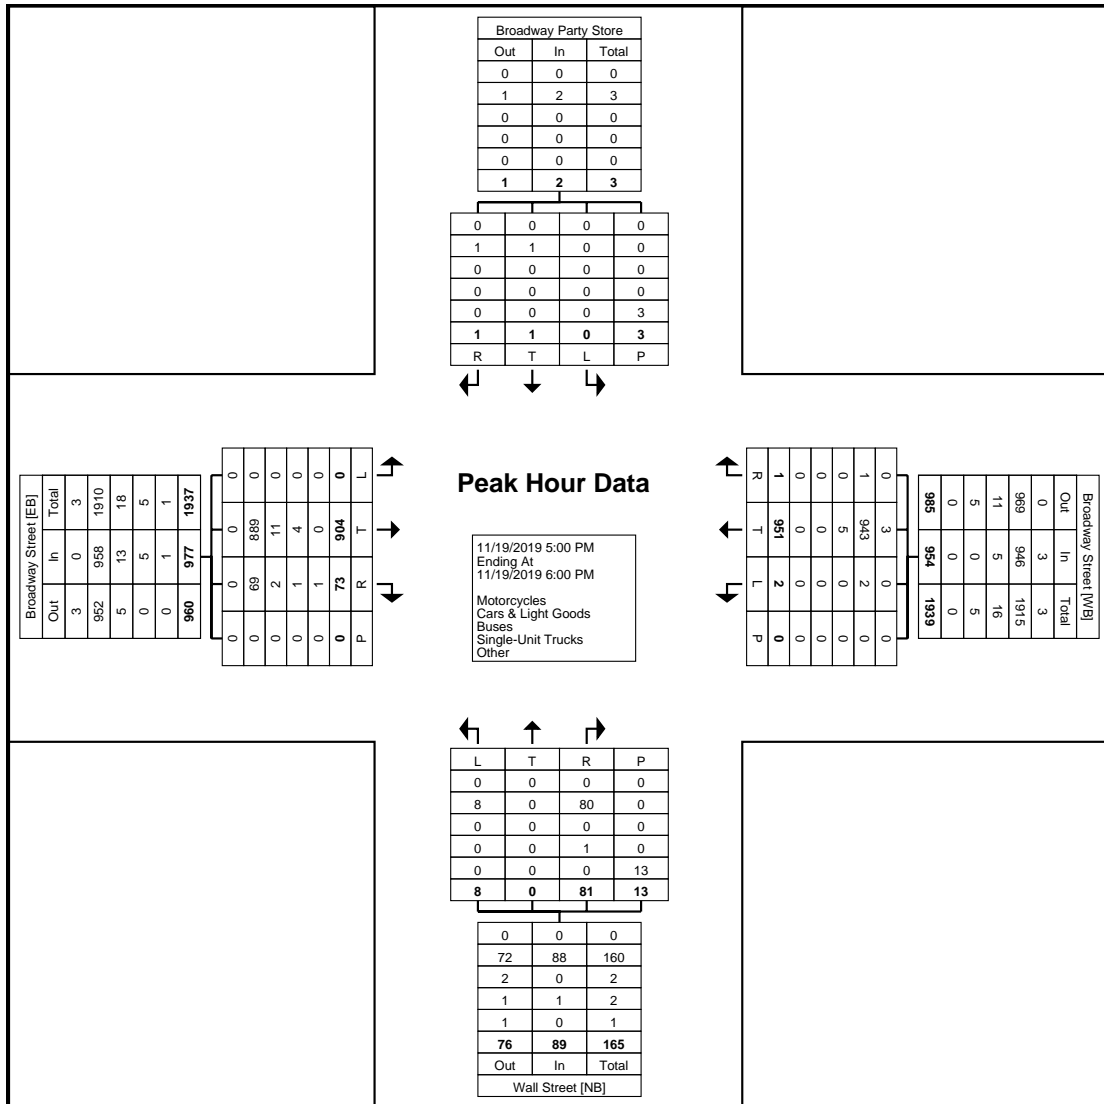 Broadway Party Store
Out In Total
0 0 0
1 2 3
0 0 0
0 0 0
0 0 0
1 2 3
0 0 0 0
1 1 0 0
0 0 0 0
0 0 0 0
0 0 0 3
1 1 0 3
R T L P
Broadway Street [EB]
Total In Out
3 0 3
1910 958 952
18 13 5
5 5 0
1 1 0
1937 977 960
0 0 0 0
0 889 69 0
0 11 2 0
0 4 1 0
0 0 1 0
0 904 73 0
L T R P
Peak Hour Data
11/19/2019 5:00 PM
Ending At
11/19/2019 6:00 PM
Motorcycles
Cars & Light Goods
Buses
Single-Unit Trucks
Other
R T L P
1 951 2 0
0 0 0 0
0 0 0 0
0 5 0 0
1 943 2 0
0 3 0 0
Broadway Street [WB]
Out In Total
0 3 3
969 946 1915
11 5 16
5 0 5
0 0 0
985 954 1939
L T R P
0 0 0 0
8 0 80 0
0 0 0 0
0 0 1 0
0 0 0 13
8 0 81 13
0 0 0
72 88 160
2 0 2
1 1 2
1 0 1
76 89 165
Out In Total
Wall Street [NB]